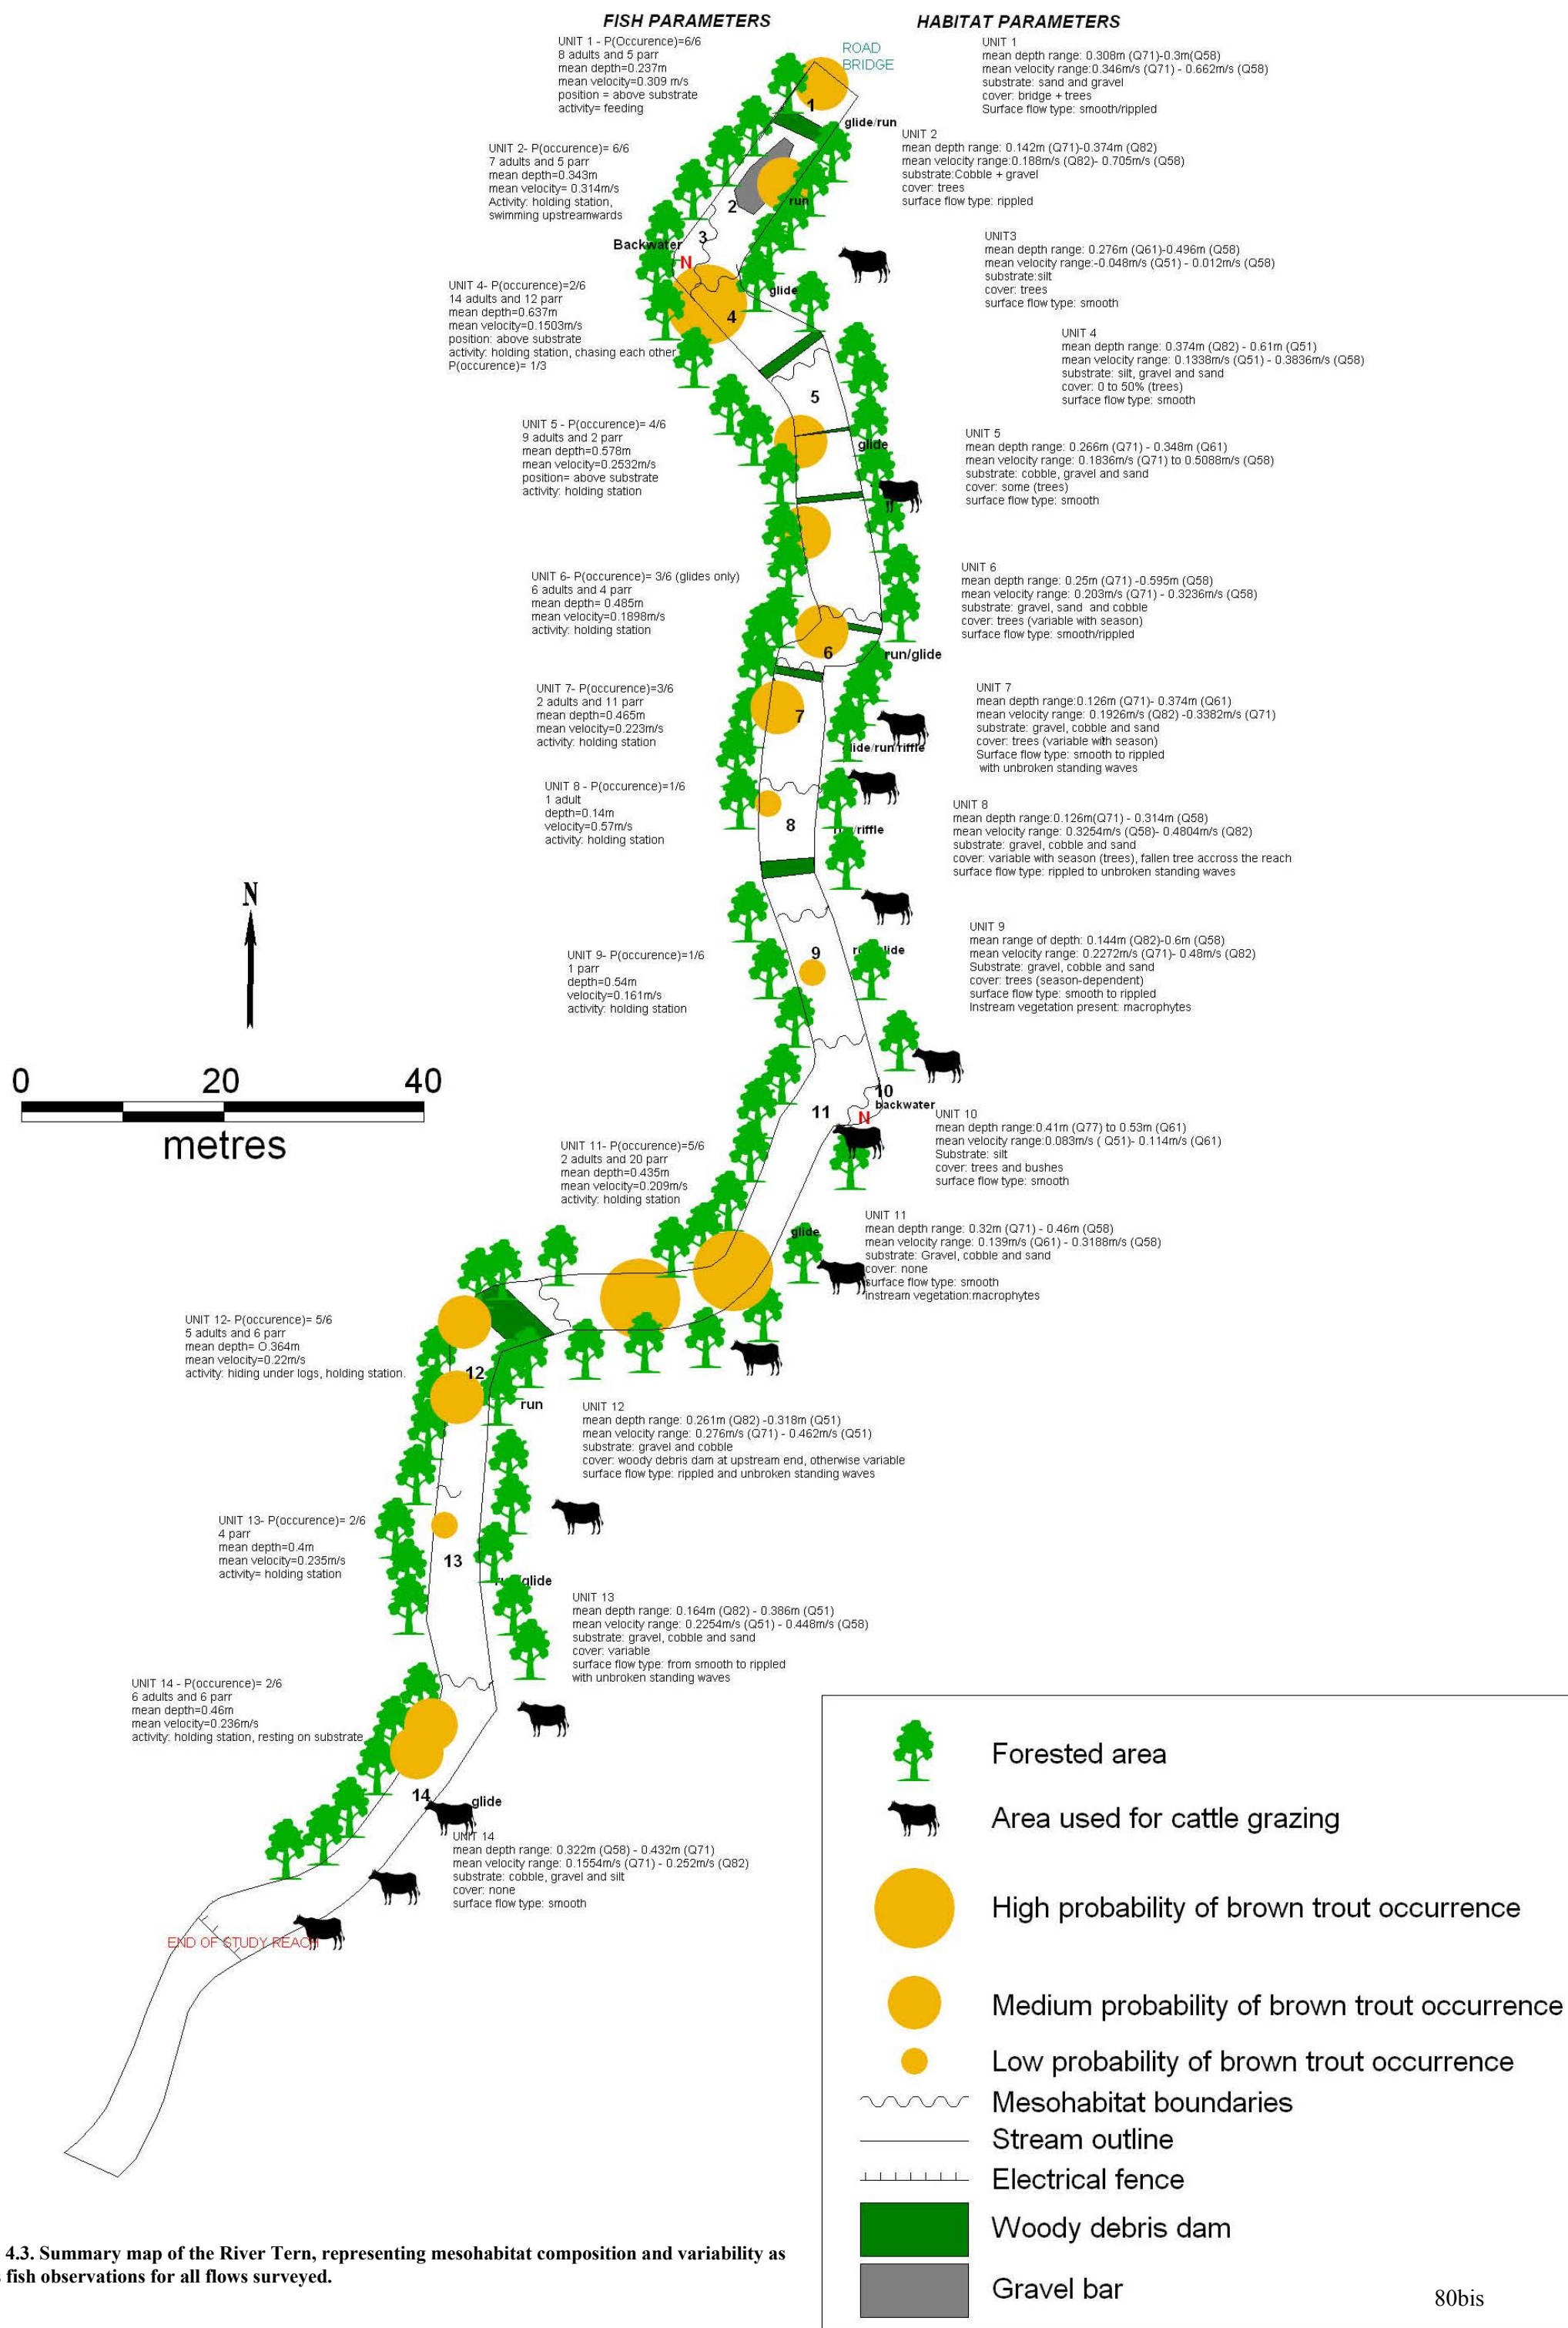 FISH PARAMETERS
HABITAT PARAMETERS
UNIT 1 - P(Occurence)=6/6
8 adults and 5 parr
mean depth=0.237m
mean velocity=0.309 m/s
position = above substrate
activity= feeding
ROAD
BRIDGE
UNIT 1
mean depth range: 0.308m (Q71)-0.3m(Q58)
mean velocity range:0.346m/s (Q71) - 0.662m/s (Q58)
substrate: sand and gravel
cover: bridge + trees
Surface flow type: smooth/rippled
1
glide/run
UNIT 2- P(occurence)= 6/6
7 adults and 5 parr
mean depth=0.343m
mean velocity= 0.314m/s
Activity: holding station,
swimming upstreamwards
UNIT 2
mean depth range: 0.142m (Q71)-0.374m (Q82)
mean velocity range:0.188m/s (Q82)- 0.705m/s (Q58)
substrate:Cobble + gravel
cover: trees
surface flow type: rippled
run
2
3
Backwater
N
UNIT3
mean depth range: 0.276m (Q61)-0.496m (Q58)
mean velocity range:-0.048m/s (Q51) - 0.012m/s (Q58)
substrate:silt
cover: trees
surface flow type: smooth
UNIT 4- P(occurence)=2/6
14 adults and 12 parr
mean depth=0.637m
mean velocity=0.1503m/s
position: above substrate
activity: holding station, chasing each other
P(occurence)= 1/3
glide
4
UNIT 4
mean depth range: 0.374m (Q82) - 0.61m (Q51)
mean velocity range: 0.1338m/s (Q51) - 0.3836m/s (Q58)
substrate: silt, gravel and sand
cover: 0 to 50% (trees)
surface flow type: smooth
5
UNIT 5 - P(occurence)= 4/6
9 adults and 2 parr
mean depth=0.578m
mean velocity=0.2532m/s
position= above substrate
activity: holding station
glide
UNIT 5
mean depth range: 0.266m (Q71) - 0.348m (Q61)
mean velocity range: 0.1836m/s (Q71) to 0.5088m/s (Q58)
substrate: cobble, gravel and sand
cover: some (trees)
surface flow type: smooth
UNIT 6- P(occurence)= 3/6 (glides only)
6 adults and 4 parr
mean depth= 0.485m
mean velocity=0.1898m/s
activity: holding station
UNIT 6
mean depth range: 0.25m (Q71) -0.595m (Q58)
mean velocity range: 0.203m/s (Q71) - 0.3236m/s (Q58)
substrate: gravel, sand and cobble
cover: trees (variable with season)
surface flow type: smooth/rippled
6
run/glide
UNIT 7- P(occurence)=3/6
2 adults and 11 parr
mean depth=0.465m
mean velocity=0.223m/s
activity: holding station
7
lide/run/riffle
UNIT 7
mean depth range:0.126m (Q71)- 0.374m (Q61)
mean velocity range: 0.1926m/s (Q82) -0.3382m/s (Q71)
substrate: gravel, cobble and sand
cover: trees (variable with season)
Surface flow type: smooth to rippled
with unbroken standing waves
UNIT 8 - P(occurence)=1/6
1 adult
depth=0.14m
velocity=0.57m/s
activity: holding station
8
/riffle
UNIT 8
mean depth range:0.126m(Q71) - 0.314m (Q58)
mean velocity range: 0.3254m/s (Q58)- 0.4804m/s (Q82)
substrate: gravel, cobble and sand
cover: variable with season (trees), fallen tree accross the reach
surface flow type: rippled to unbroken standing waves
N
UNIT 9- P(occurence)=1/6
1 parr
depth=0.54m
velocity=0.161m/s
activity: holding station
9
lide
UNIT 9
mean range of depth: 0.144m (Q82)-0.6m (Q58)
mean velocity range: 0.2272m/s (Q71)- 0.48m/s (Q82)
Substrate: gravel, cobble and sand
cover: trees (season-dependent)
surface flow type: smooth to rippled
Instream vegetation present: macrophytes
0 20 40
metres
10
backwater
11
N
UNIT 10
mean depth range:0.41m (Q77) to 0.53m (Q61)
mean velocity range:0.083m/s ( Q51)- 0.114m/s (Q61)
Substrate: silt
cover: trees and bushes
surface flow type: smooth
UNIT 11- P(occurence)=5/6
2 adults and 20 parr
mean depth=0.435m
mean velocity=0.209m/s
activity: holding station
glide
UNIT 11
mean depth range: 0.32m (Q71) - 0.46m (Q58)
mean velocity range: 0.139m/s (Q61) - 0.3188m/s (Q58)
substrate: Gravel, cobble and sand
cover: none
surface flow type: smooth
Instream vegetation:macrophytes
UNIT 12- P(occurence)= 5/6
5 adults and 6 parr
mean depth= O.364m
mean velocity=0.22m/s
activity: hiding under logs, holding station.
12
run
UNIT 12
mean depth range: 0.261m (Q82) -0.318m (Q51)
mean velocity range: 0.276m/s (Q71) - 0.462m/s (Q51)
substrate: gravel and cobble
cover: woody debris dam at upstream end, otherwise variable
surface flow type: rippled and unbroken standing waves
UNIT 13- P(occurence)= 2/6
4 parr
mean depth=0.4m
mean velocity=0.235m/s
activity= holding station
13
glide
UNIT 13
mean depth range: 0.164m (Q82) - 0.386m (Q51)
mean velocity range: 0.2254m/s (Q51) - 0.448m/s (Q58)
substrate: gravel, cobble and sand
cover: variable
surface flow type: from smooth to rippled
with unbroken standing waves
UNIT 14 - P(occurence)= 2/6
6 adults and 6 parr
mean depth=0.46m
mean velocity=0.236m/s
activity: holding station, resting on substrate
14
glide
UNIT 14
mean depth range: 0.322m (Q58) - 0.432m (Q71)
mean velocity range: 0.1554m/s (Q71) - 0.252m/s (Q82)
substrate: cobble, gravel and silt
cover: none
surface flow type: smooth
END OF STUDY REACH
Forested area
Area used for cattle grazing
High probability of brown trout occurrence
Medium probability of brown trout occurrence
Low probability of brown trout occurrence
Mesohabitat boundaries
Stream outline
Electrical fence
Woody debris dam
Gravel bar
4.3. Summary map of the River Tern, representing mesohabitat composition and variability as
fish observations for all flows surveyed.
80bis